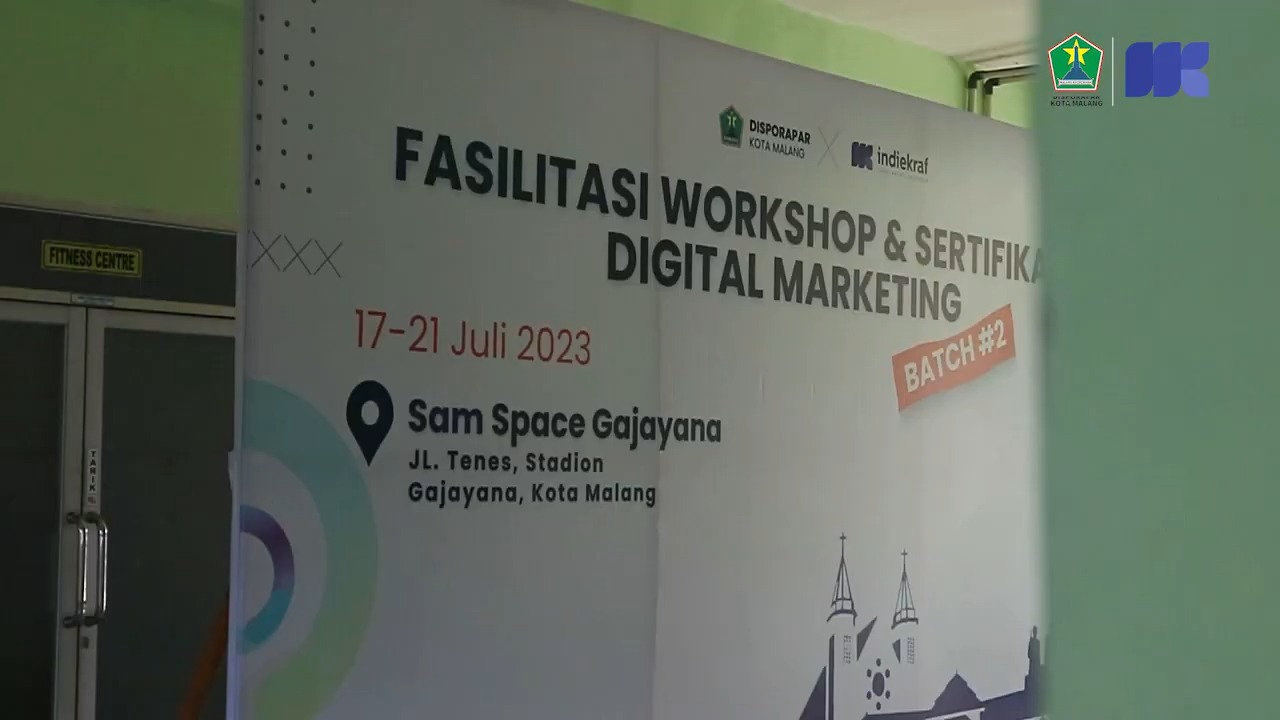 KOTA MALANG
DISPORAPAR
KOTA MALANG
indiekraf
FASILITASI WORKSHOP & SERTIFIKA
DIGITAL MARKETING
BATCH #2
17-21 Juli 2023
Sam Space Gajayana
JL. Tenes, Stadion
Gajayana, Kota Malang
FITNESS CENTRE
TARIK